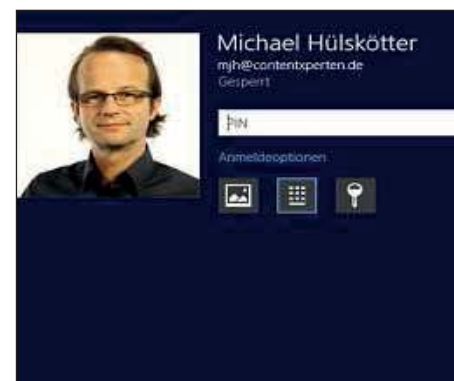 Michael Hülskötter
mjh@contentxperten.de
Gesperrt
PIN
Anmeldeoptionen